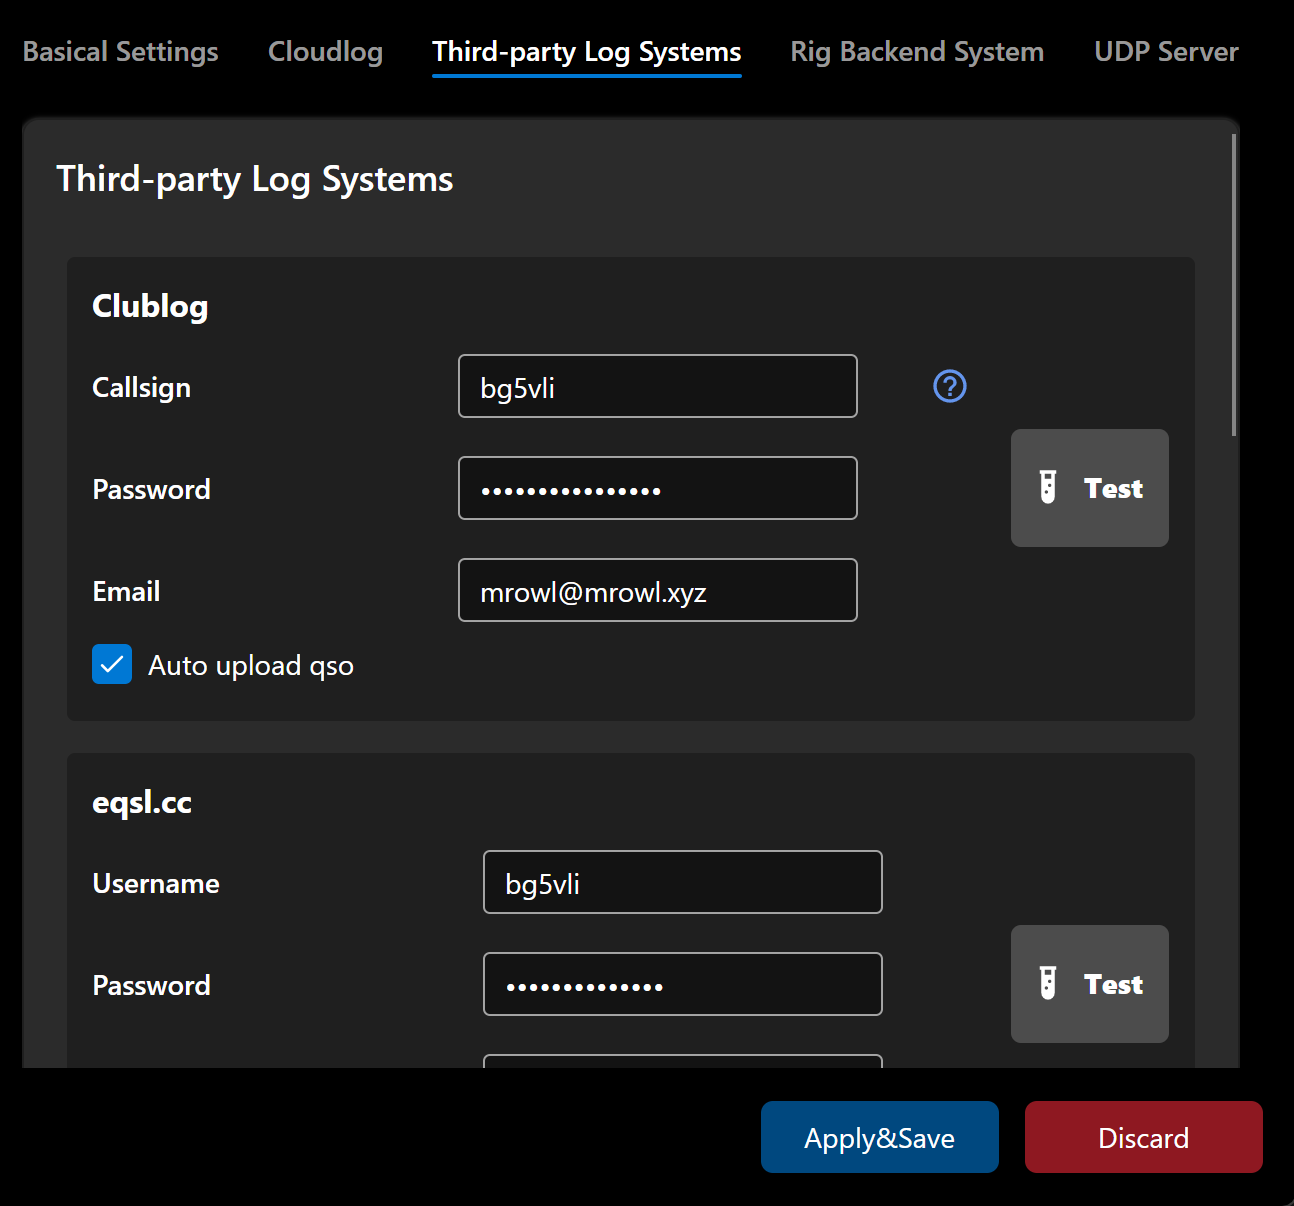 Basical Settings Cloudlog Third-party Log Systems Rig Backend System UDP Server
Third-party Log Systems
Clublog
Callsign bg5vli
Password ••••••••••••••••
Test
Email mrowl@mrowl.xyz
Auto upload qso
eqsl.cc
Username bg5vli
Password ••••••••••••••
Test
Apply&Save Discard